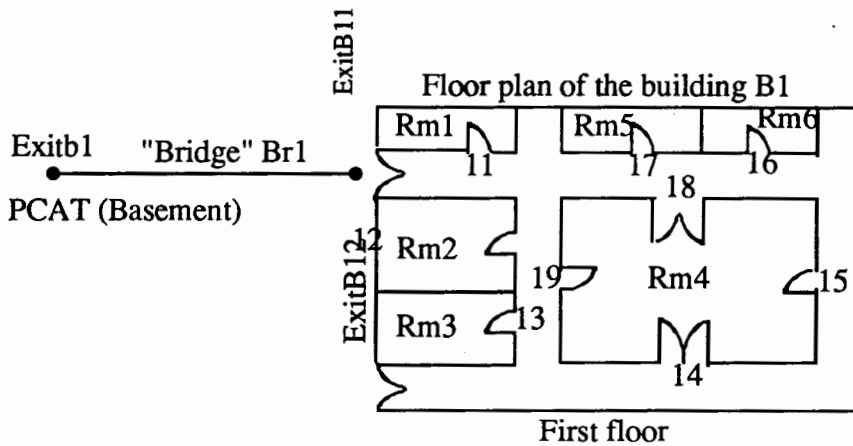 ExitB11
Floor plan of the building B1
Rm1
Rm5
Rm6
Exitb1
"Bridge" Br1
11
17
16
18
PCAT (Basement)
12
Rm2
19
Rm4
15
ExitB12
Rm3
13
14
First floor